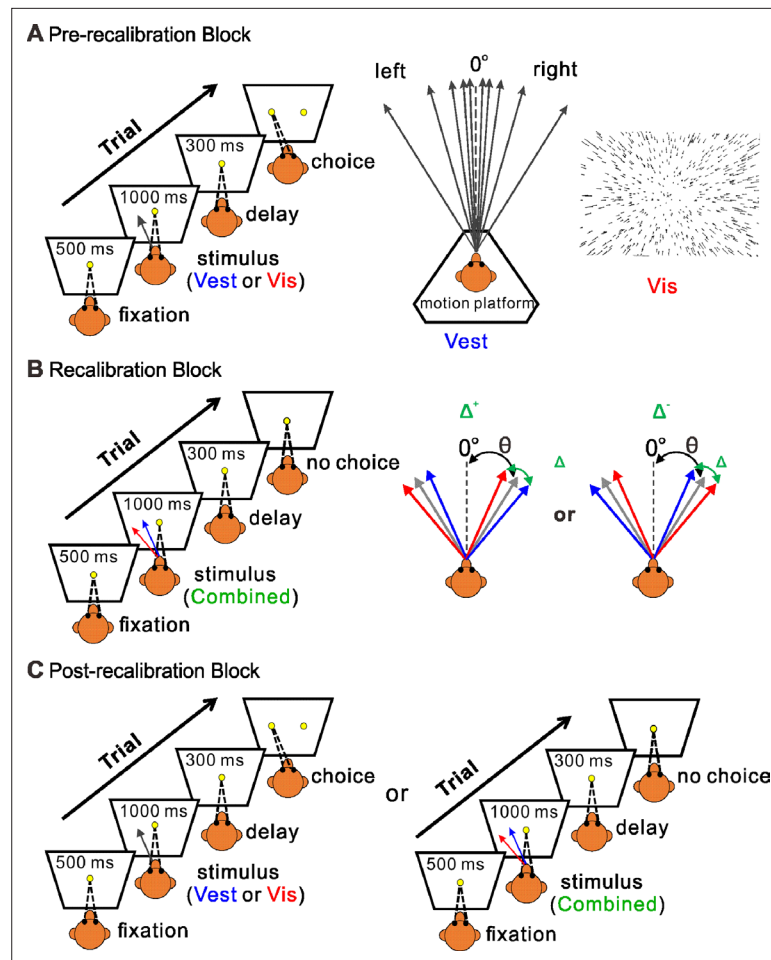 A Pre-recalibration Block
Trial
500 ms
fixation
1000 ms
stimulus
(Vest or Vis)
300 ms
delay
choice
left
0°
right
motion platform
Vest
Vis
B Recalibration Block
Trial
500 ms
fixation
1000 ms
stimulus
(Combined)
300 ms
delay
no choice
Δ⁺
0°
θ
Δ
or
Δ⁻
0°
θ
Δ
C Post-recalibration Block
Trial
500 ms
fixation
1000 ms
stimulus
(Vest or Vis)
300 ms
delay
choice
or
Trial
500 ms
fixation
1000 ms
stimulus
(Combined)
300 ms
delay
no choice